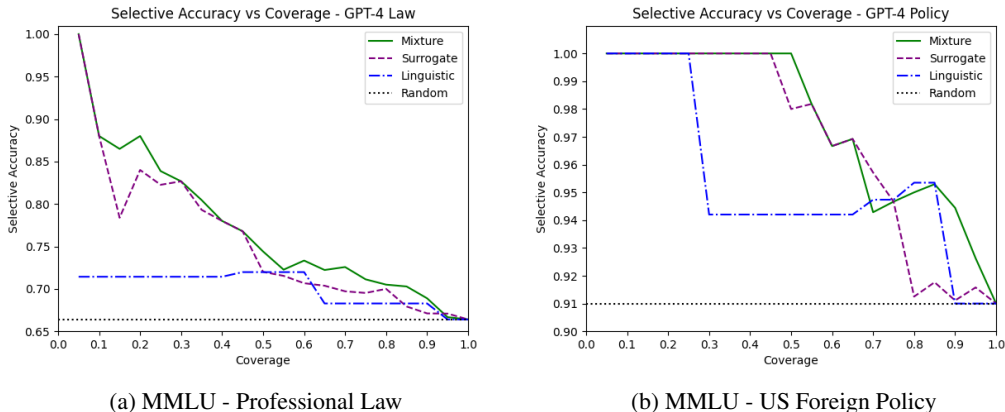 Selective Accuracy vs Coverage - GPT-4 Law
1.00
0.95
0.90
0.85
0.80
0.75
0.70
0.65
Selective Accuracy
Mixture
Surrogate
Linguistic
Random
0.0 0.1 0.2 0.3 0.4 0.5 0.6 0.7 0.8 0.9 1.0
Coverage
(a) MMLU - Professional Law
Selective Accuracy vs Coverage - GPT-4 Policy
1.00
0.99
0.98
0.97
0.96
0.95
0.94
0.93
0.92
0.91
0.90
Selective Accuracy
Mixture
Surrogate
Linguistic
Random
0.0 0.1 0.2 0.3 0.4 0.5 0.6 0.7 0.8 0.9 1.0
Coverage
(b) MMLU - US Foreign Policy